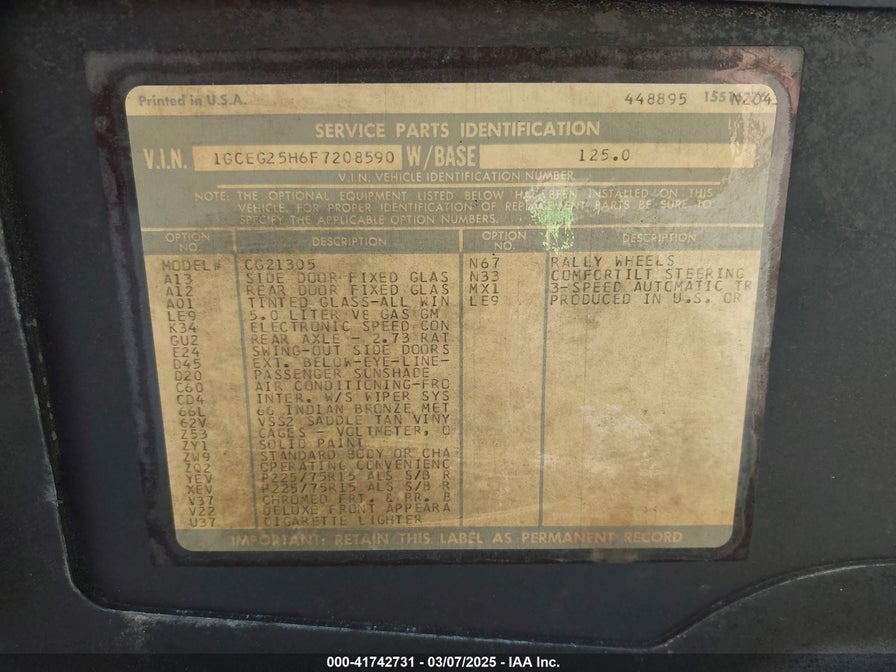 Printed in U.S.A. 448895
SERVICE PARTS IDENTIFICATION
V.I.N. 1GCEG25H6F7208590 W/BASE 125.0
V.I.N. VEHICLE IDENTIFICATION NUMBER
NOTE: THE OPTIONAL EQUIPMENT LISTED BELOW HAS BEEN INSTALLED ON THIS
VEHICLE. FOR PROPER IDENTIFICATION OF REPLACEMENT PARTS BE SURE TO
SPECIFY THE APPLICABLE OPTION NUMBERS.
OPTION NO. DESCRIPTION OPTION NO. DESCRIPTION
MODEL# CG21305 N67 RALLY WHEELS
A13 SIDE DOOR FIXED GLAS N33 COMFORTILT STEERING
A12 REAR DOOR FIXED GLAS MX1 3-SPEED AUTOMATIC TR
A01 TINTED GLASS-ALL WIN LE9 PRODUCED IN U.S. OR
LE9 5.0 LITER V8 GAS GM
K34 ELECTRONIC SPEED CON
GU2 REAR AXLE - 2.73 RAT
E24 SWING-OUT SIDE DOORS
D45 EXT. BELOW-EYE-LINE-
D20 PASSENGER SUNSHADE
C60 AIR CONDITIONING-FRO
CD4 INTER. W/S WIPER SYS
66L 66 INDIAN BRONZE MET
62V VSS2 SADDLE TAN VINY
Z53 GAGES - VOLTMETER, O
ZY1 SOLID PAINT
ZW9 STANDARD BODY OR CHA
ZQ2 OPERATING CONVENIENC
YEV P225/75R15 ALS S/B R
XEV P225/75R15 ALS S/B R
V37 CHROMED FRT. & RR. B
V22 DELUXE FRONT APPEARA
U37 CIGARETTE LIGHTER
IMPORTANT: RETAIN THIS LABEL AS PERMANENT RECORD
000-41742731 - 03/07/2025 - IAA Inc.